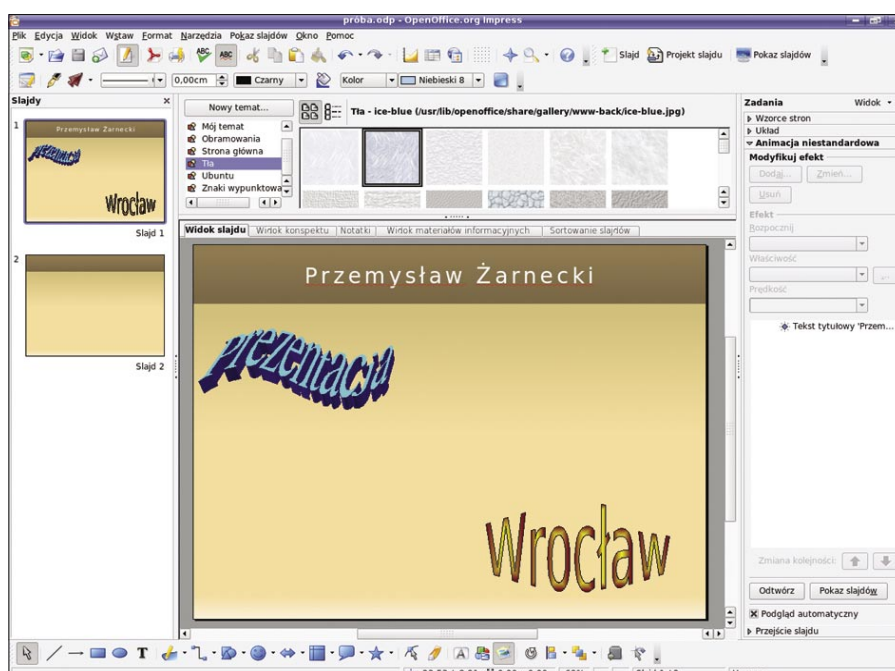 próba.odp - OpenOffice.org Impress
Plik Edycja Widok Wstaw Format Narzędzia Pokaz slajdów Okno Pomoc
ABC ABC Slajd Projekt slajdu Pokaz slajdów
0,00cm Czarny Kolor Niebieski 8
Slajdy
1
Przemysław Żarnecki
Prezentacja
Wrocław
Slajd 1
2
Slajd 2
Nowy temat...
Mój temat
Obramowania
Strona główna
Tła
Ubuntu
Znaki wypunktowa
Tła - ice-blue (/usr/lib/openoffice/share/gallery/www-back/ice-blue.jpg)
Widok slajdu Widok konspektu Notatki Widok materiałów informacyjnych Sortowanie slajdów
Przemysław Żarnecki
Prezentacja
Wrocław
Zadania Widok
Wzorce stron
Układ
Animacja niestandardowa
Modyfikuj efekt
Dodaj... Zmień...
Usuń
Efekt
Rozpocznij
Właściwość
Prędkość
Tekst tytułowy 'Przem...
Zmiana kolejności:
Odtwórz Pokaz slajdów
Podgląd automatyczny
Przejście slajdu
T A